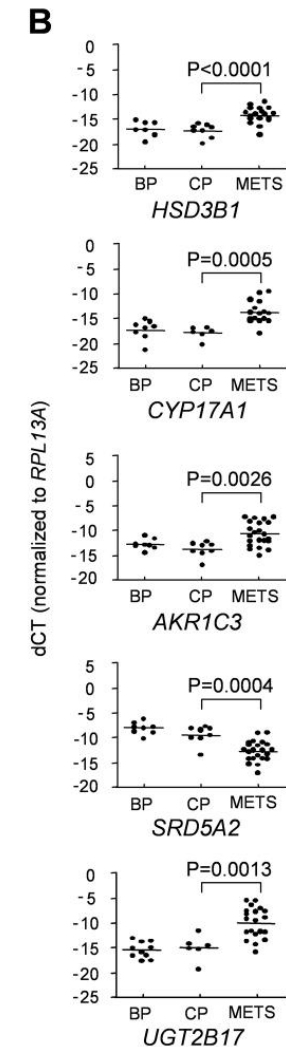 B
0
-5
-10
-15
-20
-25
P<0.0001
BP CP METS
HSD3B1
0
-5
-10
-15
-20
-25
P=0.0005
BP CP METS
CYP17A1
dCT (normalized to RPL13A)
5
0
-5
-10
-15
-20
P=0.0026
BP CP METS
AKR1C3
5
0
-5
-10
-15
-20
P=0.0004
BP CP METS
SRD5A2
0
-5
-10
-15
-20
-25
P=0.0013
BP CP METS
UGT2B17